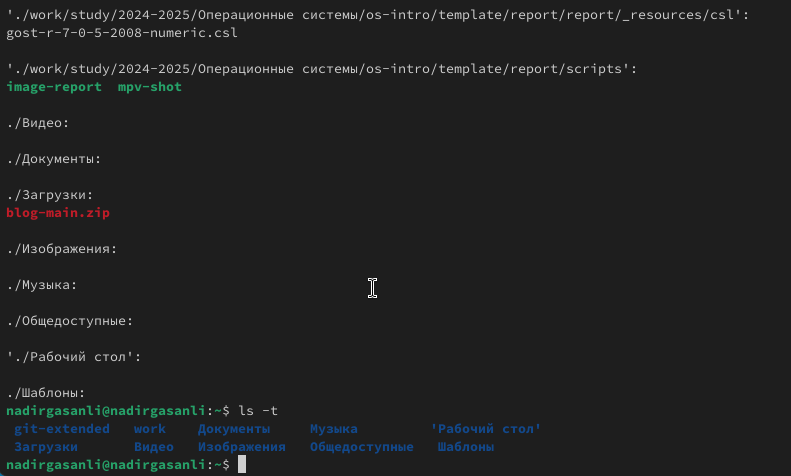 './work/study/2024-2025/Операционные системы/os-intro/template/report/report/_resources/csl':
gost-r-7-0-5-2008-numeric.csl
'./work/study/2024-2025/Операционные системы/os-intro/template/report/scripts':
image-report  mpv-shot
./Видео:
./Документы:
./Загрузки:
blog-main.zip
./Изображения:
./Музыка:
./Общедоступные:
'./Рабочий стол':
./Шаблоны:
nadirgasanli@nadirgasanli:~$ ls -t
git-extended   work    Документы     Музыка         'Рабочий стол'
Загрузки       Видео   Изображения   Общедоступные   Шаблоны
nadirgasanli@nadirgasanli:~$